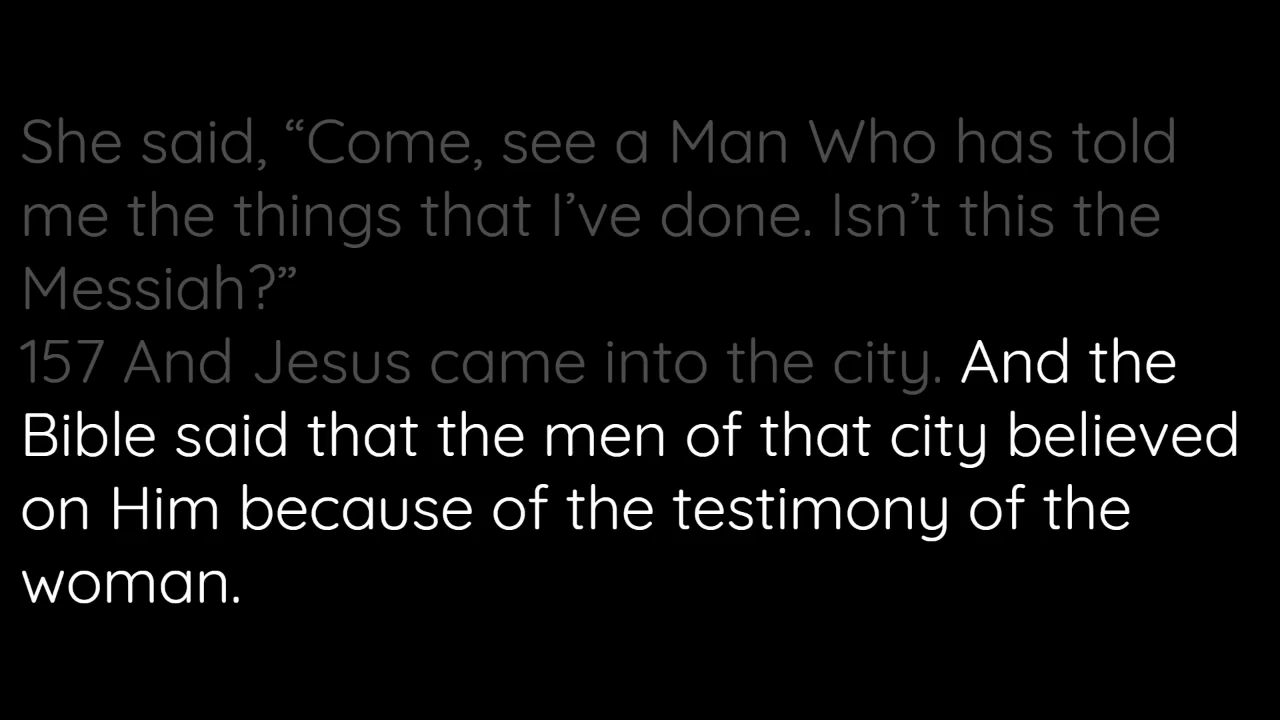 She said, “Come, see a Man Who has told
me the things that I’ve done. Isn’t this the
Messiah?”
157 And Jesus came into the city. And the
Bible said that the men of that city believed
on Him because of the testimony of the
woman.